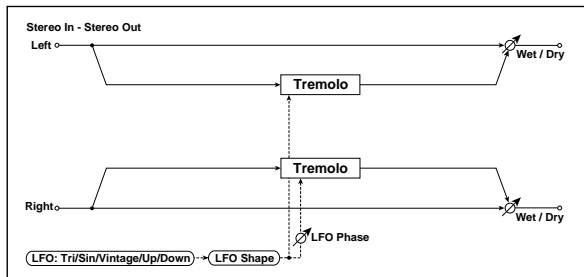 Stereo In - Stereo Out
Left
Wet / Dry
Tremolo
Tremolo
Right
Wet / Dry
LFO Phase
LFO: Tri/Sin/Vintage/Up/Down
LFO Shape